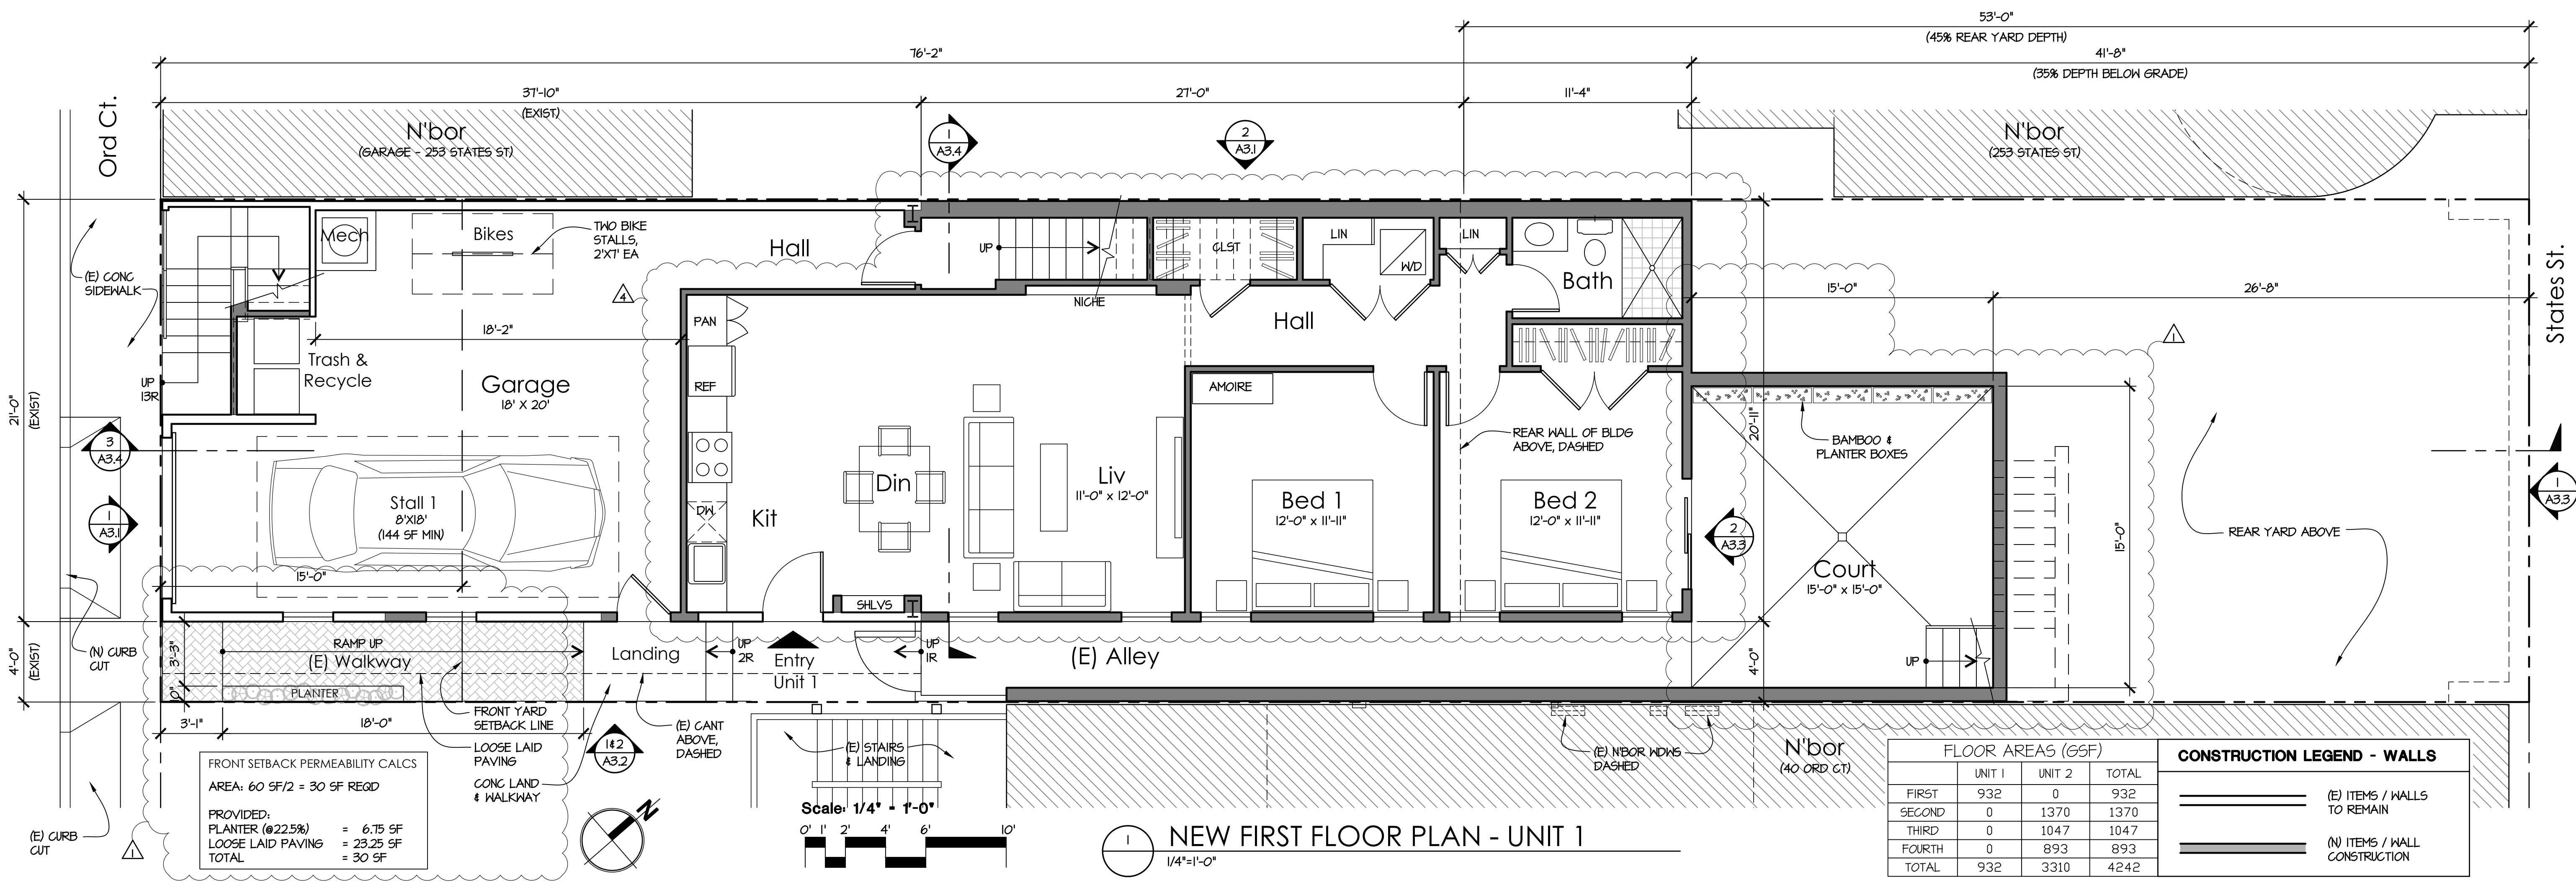 53'-0"
(45% REAR YARD DEPTH)
76'-2"
41'-8"
(35% DEPTH BELOW GRADE)
37'-10"
(EXIST)
27'-0"
11'-4"
Ord Ct.
N'bor
(GARAGE - 253 STATES ST)
1
A3.4
2
A3.1
N'bor
(253 STATES ST)
Mech
Bikes
TWO BIKE
STALLS,
2'X7' EA
Hall
UP
CLST
LIN
W/D
LIN
Bath
(E) CONC
SIDEWALK
4
NICHE
15'-0"
26'-8"
States St.
PAN
Hall
18'-2"
1
Trash &
Recycle
REF
Garage
18' X 20'
UP
13R
AMOIRE
21'-0"
(EXIST)
20'-11"
REAR WALL OF BLDG
ABOVE, DASHED
BAMBOO &
PLANTER BOXES
3
A3.4
Din
Liv
11'-0" x 12'-0"
Stall 1
8'X18'
(144 SF MIN)
Bed 1
12'-0" x 11'-11"
Bed 2
12'-0" x 11'-11"
1
A3.3
1
A3.1
DW
Kit
2
A3.3
15'-0"
REAR YARD ABOVE
15'-0"
Court
15'-0" x 15'-0"
SHLVS
4'-0"
(EXIST)
(N) CURB
CUT
3'-3"
10"
RAMP UP
(E) Walkway
PLANTER
Landing
UP
2R
Entry
Unit 1
UP
1R
(E) Alley
4'-0"
UP
3'-1"
18'-0"
FRONT YARD
SETBACK LINE
LOOSE LAID
PAVING
CONC LAND
& WALKWAY
1&2
A3.2
(E) CANT
ABOVE,
DASHED
(E) STAIRS
& LANDING
(E) N'BOR WDWS
DASHED
N'bor
(40 ORD CT)
FRONT SETBACK PERMEABILITY CALCS
AREA: 60 SF/2 = 30 SF REQD
PROVIDED:
PLANTER (@22.5%) = 6.75 SF
LOOSE LAID PAVING = 23.25 SF
TOTAL = 30 SF
(E) CURB
CUT
1
N
Scale: 1/4" = 1'-0"
0' 1' 2' 4' 6' 10'
1
NEW FIRST FLOOR PLAN - UNIT 1
1/4"=1'-0"
FLOOR AREAS (GSF)
UNIT 1 UNIT 2 TOTAL
FIRST 932 0 932
SECOND 0 1370 1370
THIRD 0 1047 1047
FOURTH 0 893 893
TOTAL 932 3310 4242
CONSTRUCTION LEGEND - WALLS
(E) ITEMS / WALLS
TO REMAIN
(N) ITEMS / WALL
CONSTRUCTION